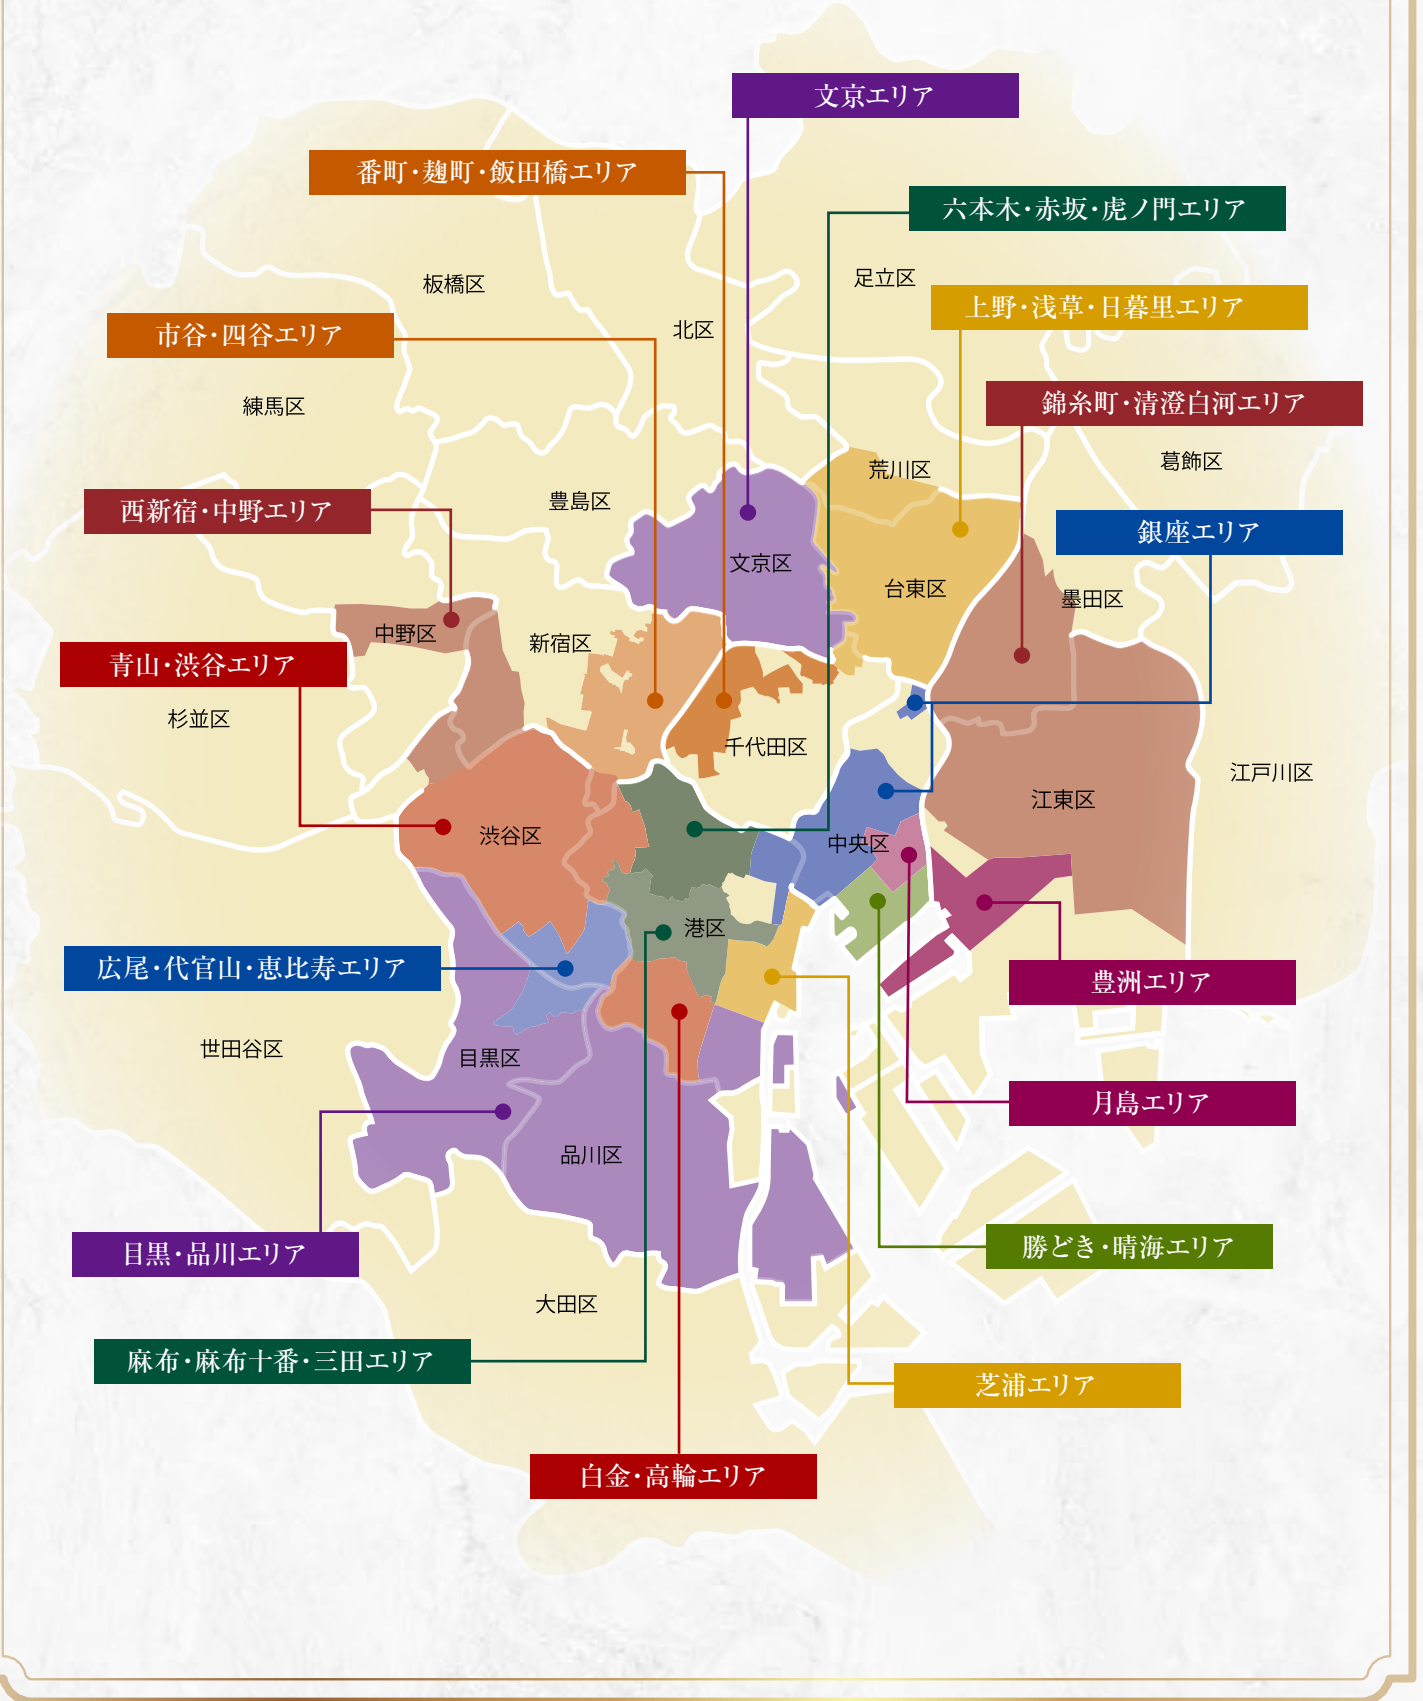 文京エリア
番町・麹町・飯田橋エリア
六本木・赤坂・虎ノ門エリア
足立区
板橋区
上野・浅草・日暮里エリア
市谷・四谷エリア
北区
練馬区
錦糸町・清澄白河エリア
荒川区
葛飾区
西新宿・中野エリア
豊島区
銀座エリア
文京区
台東区
墨田区
中野区
新宿区
青山・渋谷エリア
杉並区
千代田区
江戸川区
江東区
渋谷区
中央区
港区
広尾・代官山・恵比寿エリア
豊洲エリア
世田谷区
目黒区
月島エリア
品川区
目黒・品川エリア
勝どき・晴海エリア
大田区
麻布・麻布十番・三田エリア
芝浦エリア
白金・高輪エリア